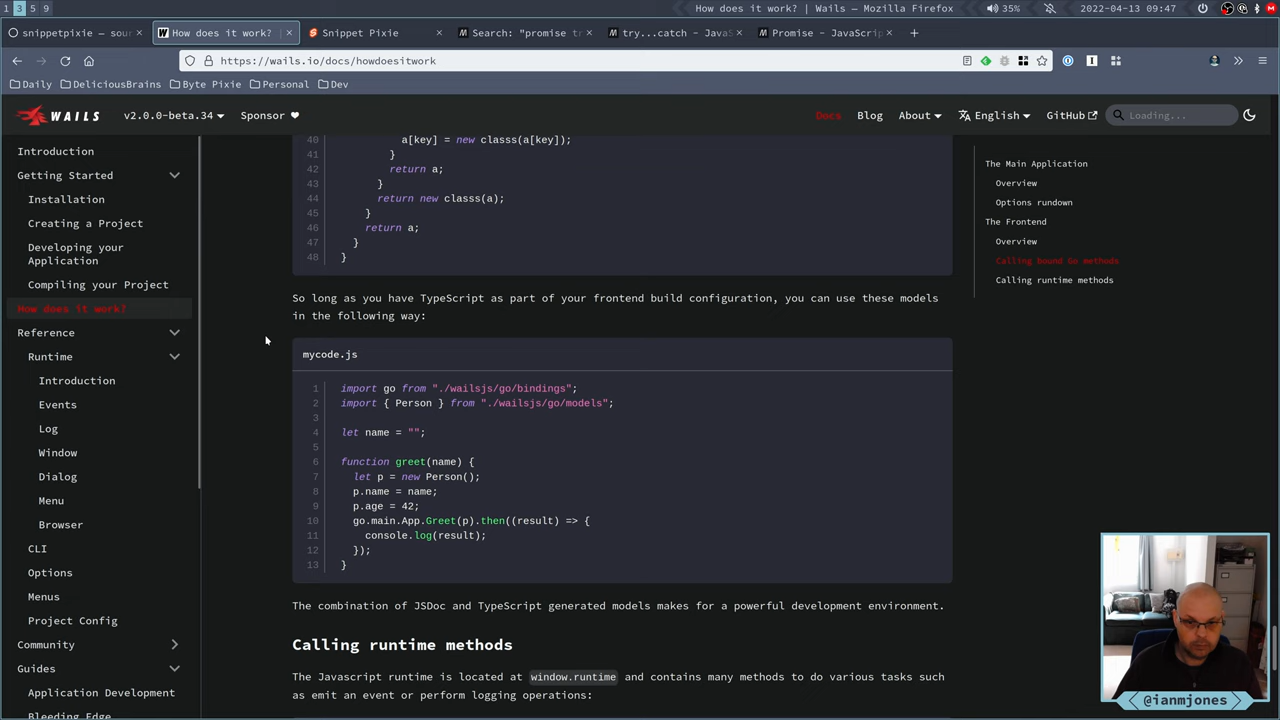 1 3 5 9
How does it work? | Wails — Mozilla Firefox
35%
2022-04-13 09:47
snippetpixie — sour
How does it work? | W
Snippet Pixie
Search: "promise tr
try...catch - JavaS
Promise - JavaScrip
https://wails.io/docs/howdoesitwork
Daily
DeliciousBrains
Byte Pixie
Personal
Dev
WAILS
v2.0.0-beta.34
Sponsor
Docs
Blog
About
English
GitHub
Loading...
Introduction
Getting Started
Installation
Creating a Project
Developing your
Application
Compiling your Project
How does it work?
Reference
Runtime
Introduction
Events
Log
Window
Dialog
Menu
Browser
CLI
Options
Menus
Project Config
Community
Guides
Application Development
Bleeding Edge
40 a[key] = new classs(a[key]);
41 }
42 return a;
43 }
44 return new classs(a);
45 }
46 return a;
47 }
48 }
So long as you have TypeScript as part of your frontend build configuration, you can use these models
in the following way:
mycode.js
1 import go from "./wailsjs/go/bindings";
2 import { Person } from "./wailsjs/go/models";
3
4 let name = "";
5
6 function greet(name) {
7 let p = new Person();
8 p.name = name;
9 p.age = 42;
10 go.main.App.Greet(p).then((result) => {
11 console.log(result);
12 });
13 }
The combination of JSDoc and TypeScript generated models makes for a powerful development environment.
Calling runtime methods
The Javascript runtime is located at window.runtime and contains many methods to do various tasks such
as emit an event or perform logging operations:
The Main Application
Overview
Options rundown
The Frontend
Overview
Calling bound Go methods
Calling runtime methods
@ianmjones